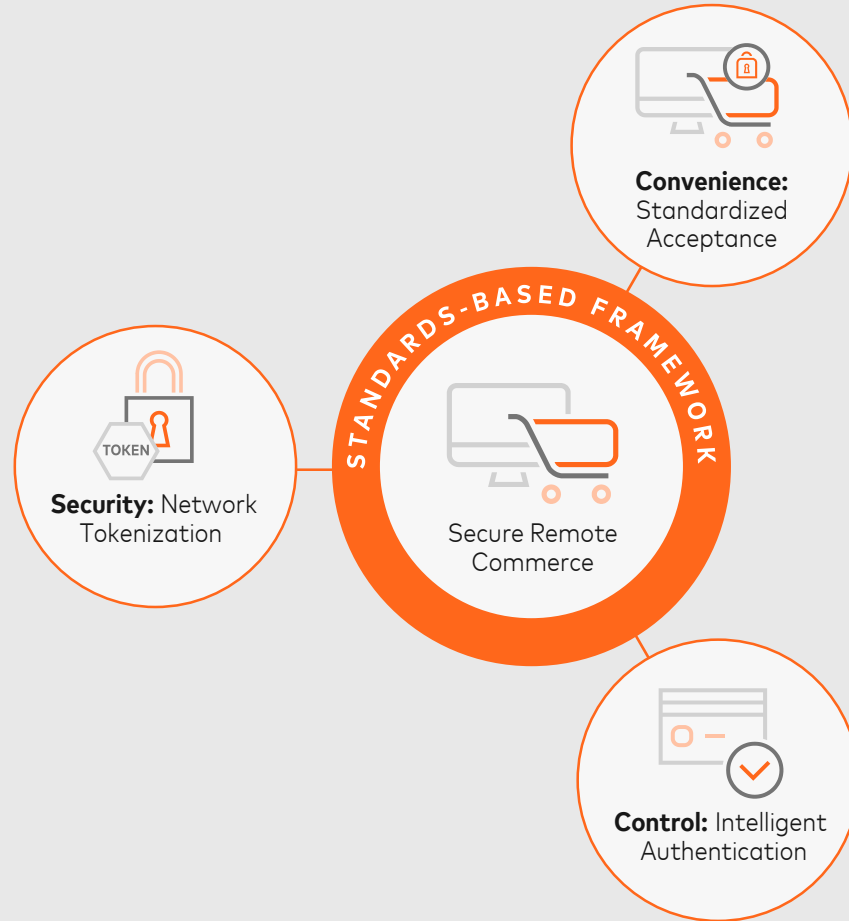 Convenience:
Standardized
Acceptance
STANDARDS-BASED FRAMEWORK
TOKEN
Security: Network
Tokenization
Secure Remote
Commerce
Control: Intelligent
Authentication